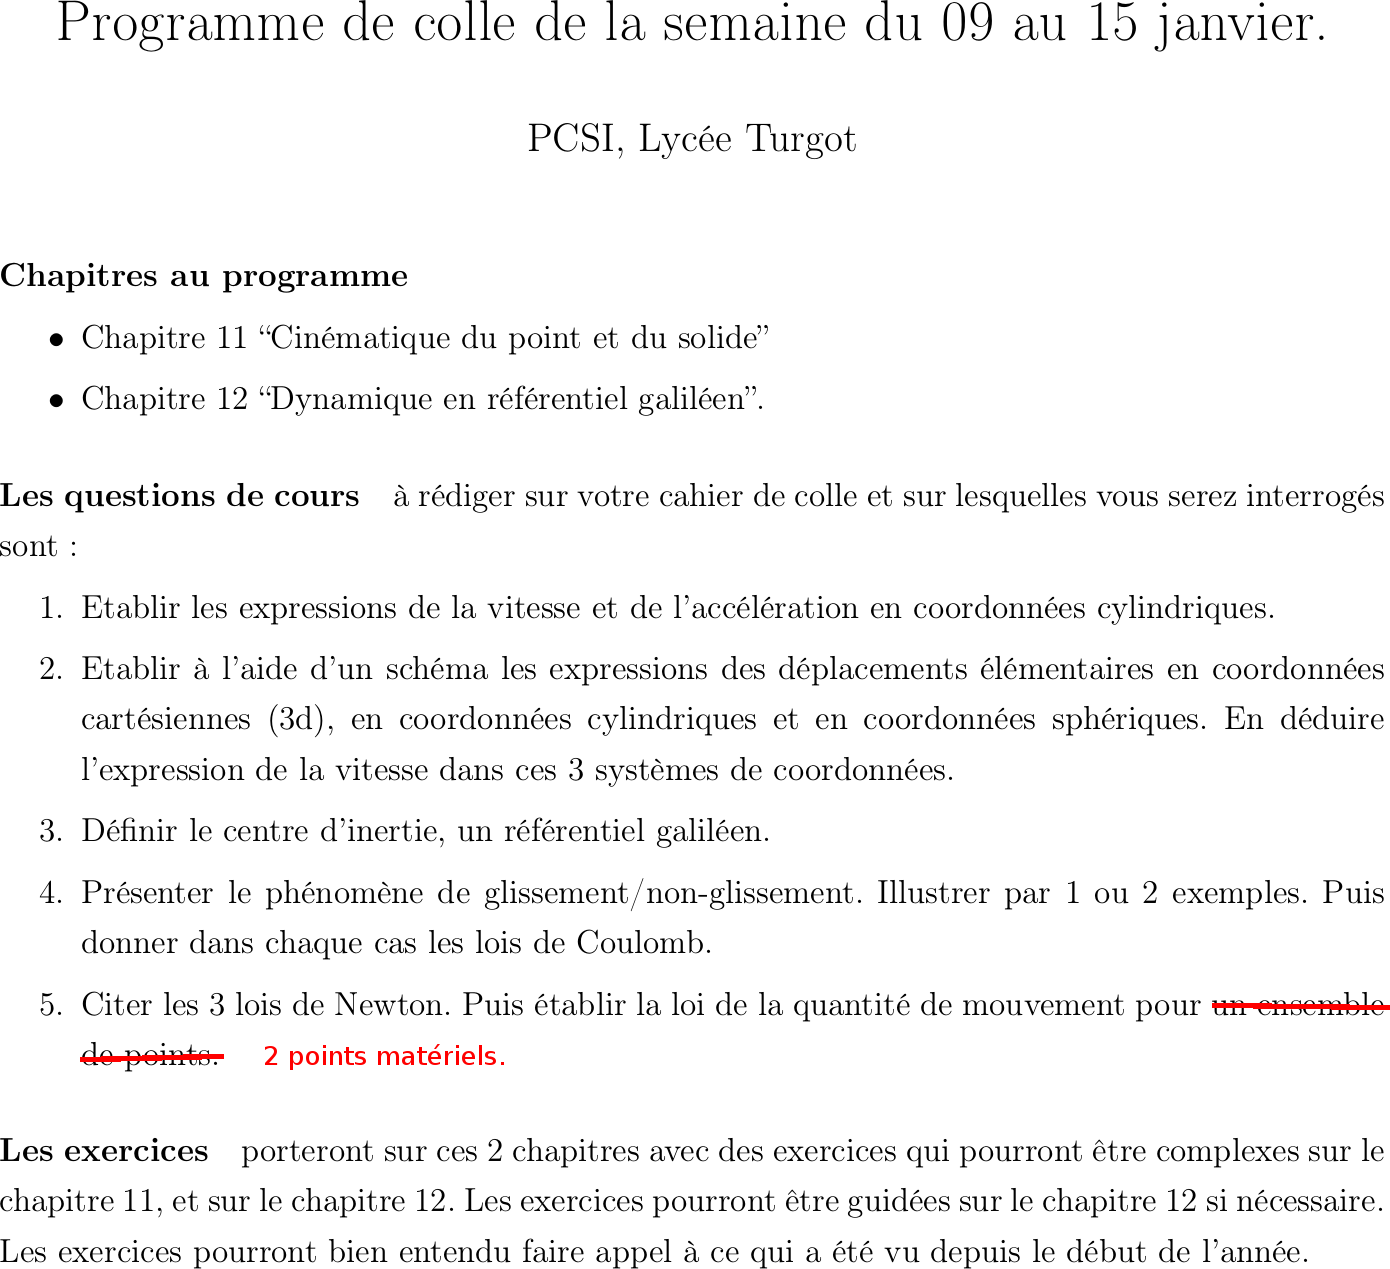 Programme de colle de la semaine du 09 au 15 janvier.
PCSI, Lycée Turgot
Chapitres au programme
• Chapitre 11 “Cinématique du point et du solide”
• Chapitre 12 “Dynamique en référentiel galiléen”.
Les questions de cours à rédiger sur votre cahier de colle et sur lesquelles vous serez interrogés
sont :
1. Etablir les expressions de la vitesse et de l’accélération en coordonnées cylindriques.
2. Etablir à l’aide d’un schéma les expressions des déplacements élémentaires en coordonnées
cartésiennes (3d), en coordonnées cylindriques et en coordonnées sphériques. En déduire
l’expression de la vitesse dans ces 3 systèmes de coordonnées.
3. Définir le centre d’inertie, un référentiel galiléen.
4. Présenter le phénomène de glissement/non-glissement. Illustrer par 1 ou 2 exemples. Puis
donner dans chaque cas les lois de Coulomb.
5. Citer les 3 lois de Newton. Puis établir la loi de la quantité de mouvement pour un ensemble
de points. 2 points matériels.
Les exercices porteront sur ces 2 chapitres avec des exercices qui pourront être complexes sur le
chapitre 11, et sur le chapitre 12. Les exercices pourront être guidées sur le chapitre 12 si nécessaire.
Les exercices pourront bien entendu faire appel à ce qui a été vu depuis le début de l’année.